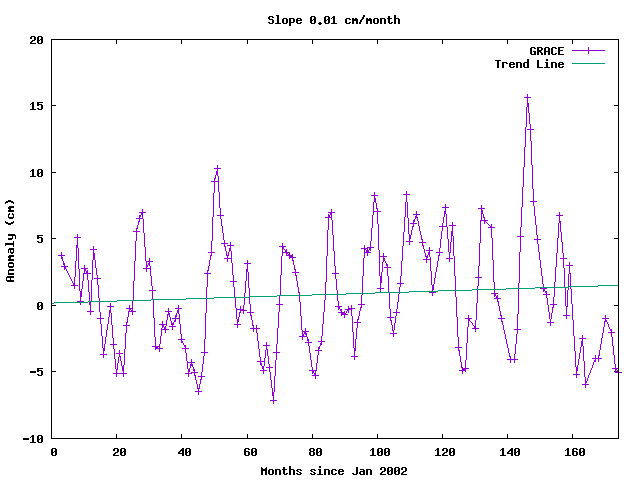 Slope 0.01 cm/month
GRACE
Trend Line
Anomaly (cm)
20
15
10
5
0
-5
-10
0 20 40 60 80 100 120 140 160
Months since Jan 2002